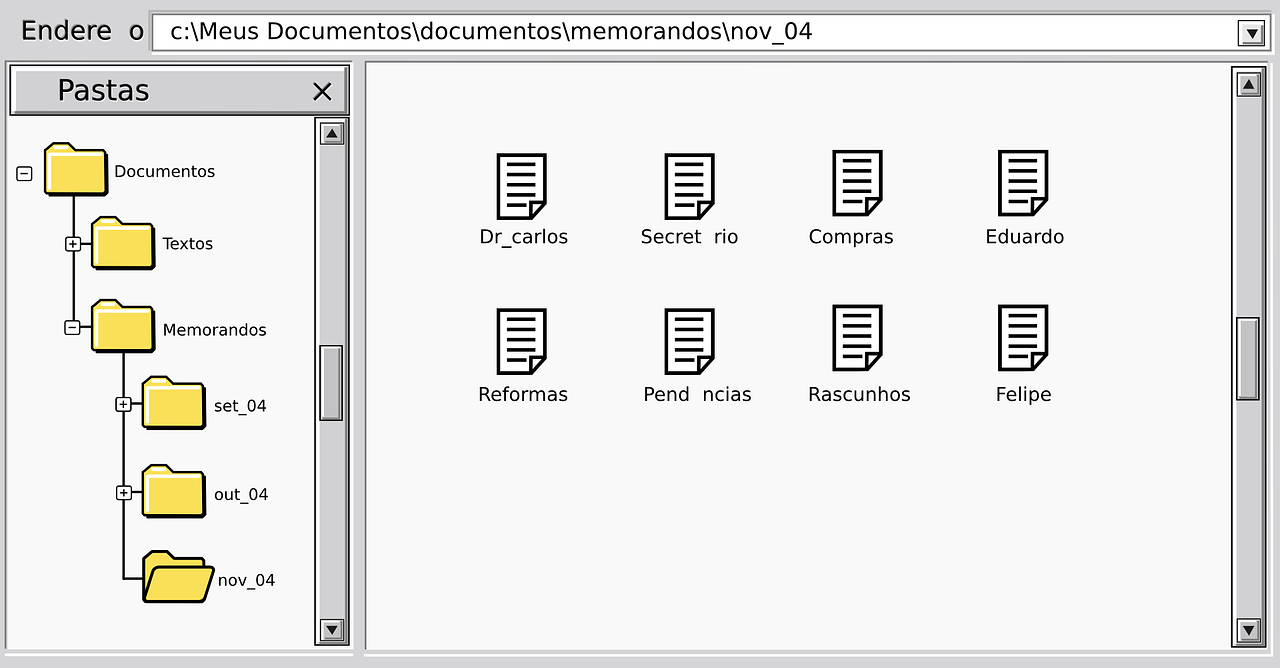 Endere o c:\Meus Documentos\documentos\memorandos\nov_04
Pastas
Documentos
Textos
Memorandos
set_04
out_04
nov_04
Dr_carlos Secret rio Compras Eduardo
Reformas Pend ncias Rascunhos Felipe